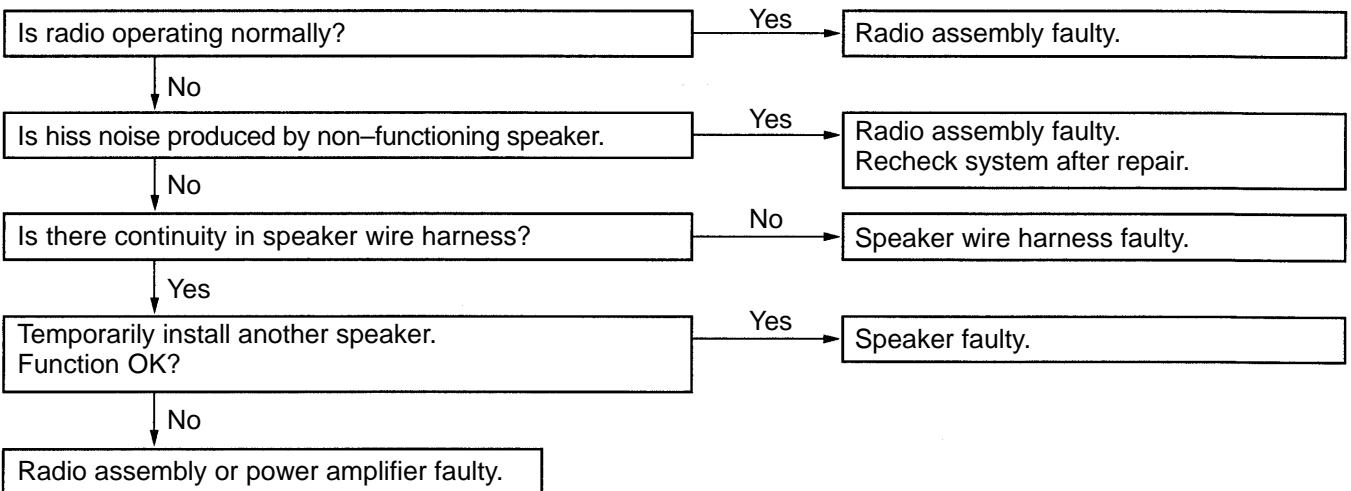 Is radio operating normally?
Yes
Radio assembly faulty.
No
Is hiss noise produced by non–functioning speaker.
Yes
Radio assembly faulty.
Recheck system after repair.
No
Is there continuity in speaker wire harness?
No
Speaker wire harness faulty.
Yes
Temporarily install another speaker.
Function OK?
Yes
Speaker faulty.
No
Radio assembly or power amplifier faulty.